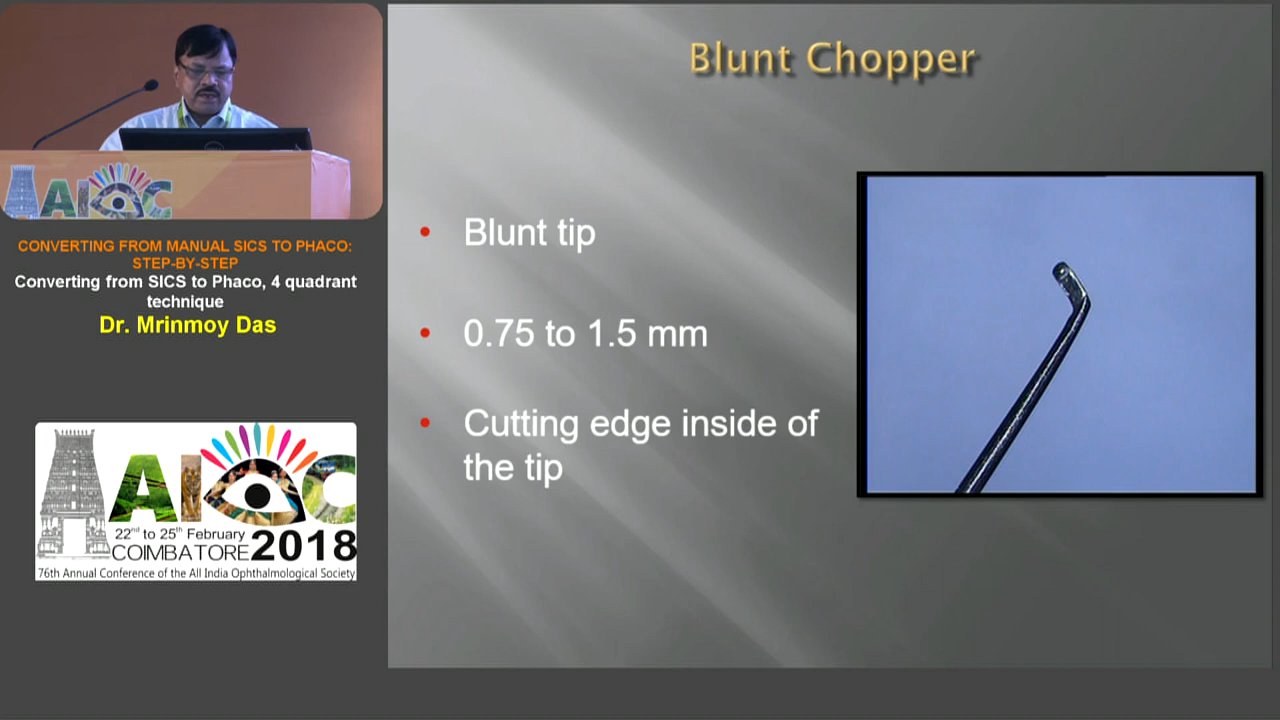 Blunt Chopper
• Blunt tip
• 0.75 to 1.5 mm
• Cutting edge inside of
the tip
AIOC
CONVERTING FROM MANUAL SICS TO PHACO:
STEP-BY-STEP
Converting from SICS to Phaco, 4 quadrant
technique
Dr. Mrinmoy Das
AIOC
22nd to 25th February
COIMBATORE 2018
76th Annual Conference of the All India Ophthalmological Society